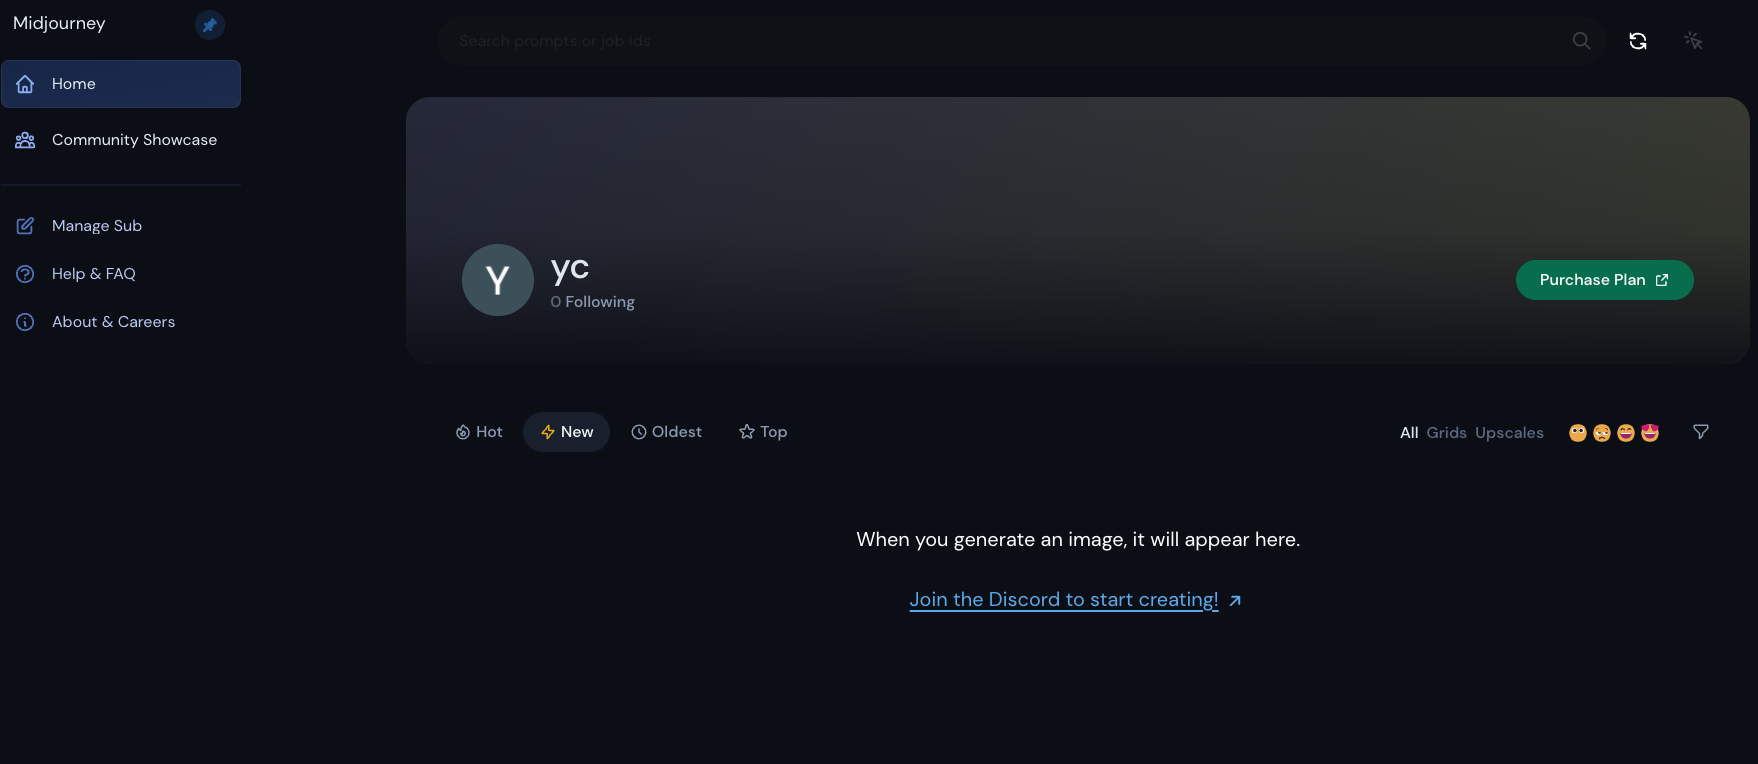 Midjourney
Search prompts or job ids
Home
Community Showcase
Manage Sub
Help & FAQ
About & Careers
Y
yc
0 Following
Purchase Plan
Hot New Oldest Top
All Grids Upscales
When you generate an image, it will appear here.
Join the Discord to start creating!